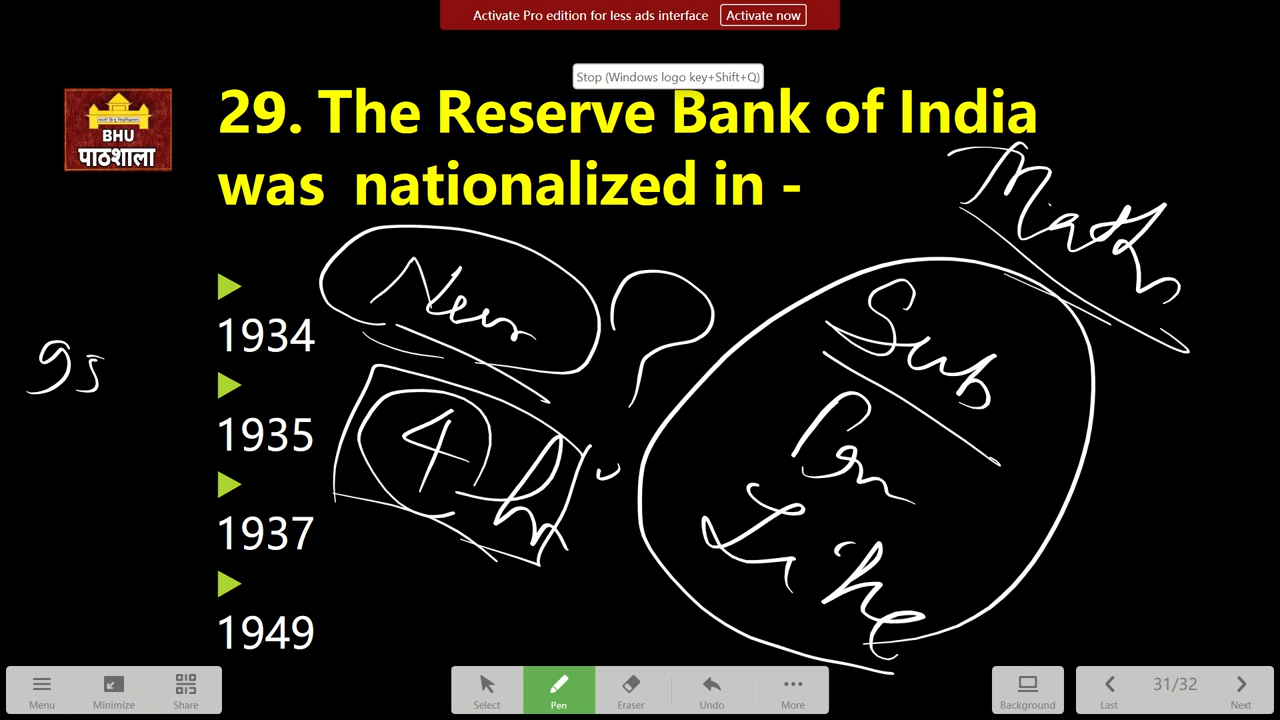 Activate Pro edition for less ads interface Activate now
Stop (Windows logo key+Shift+Q)
BHU
पाठशाला
29. The Reserve Bank of India
was nationalized in -
Math
1934
1935
1937
1949
95
4
Sub
Like
Menu Minimize Share Select Pen Eraser Undo More Background Last 31/32 Next